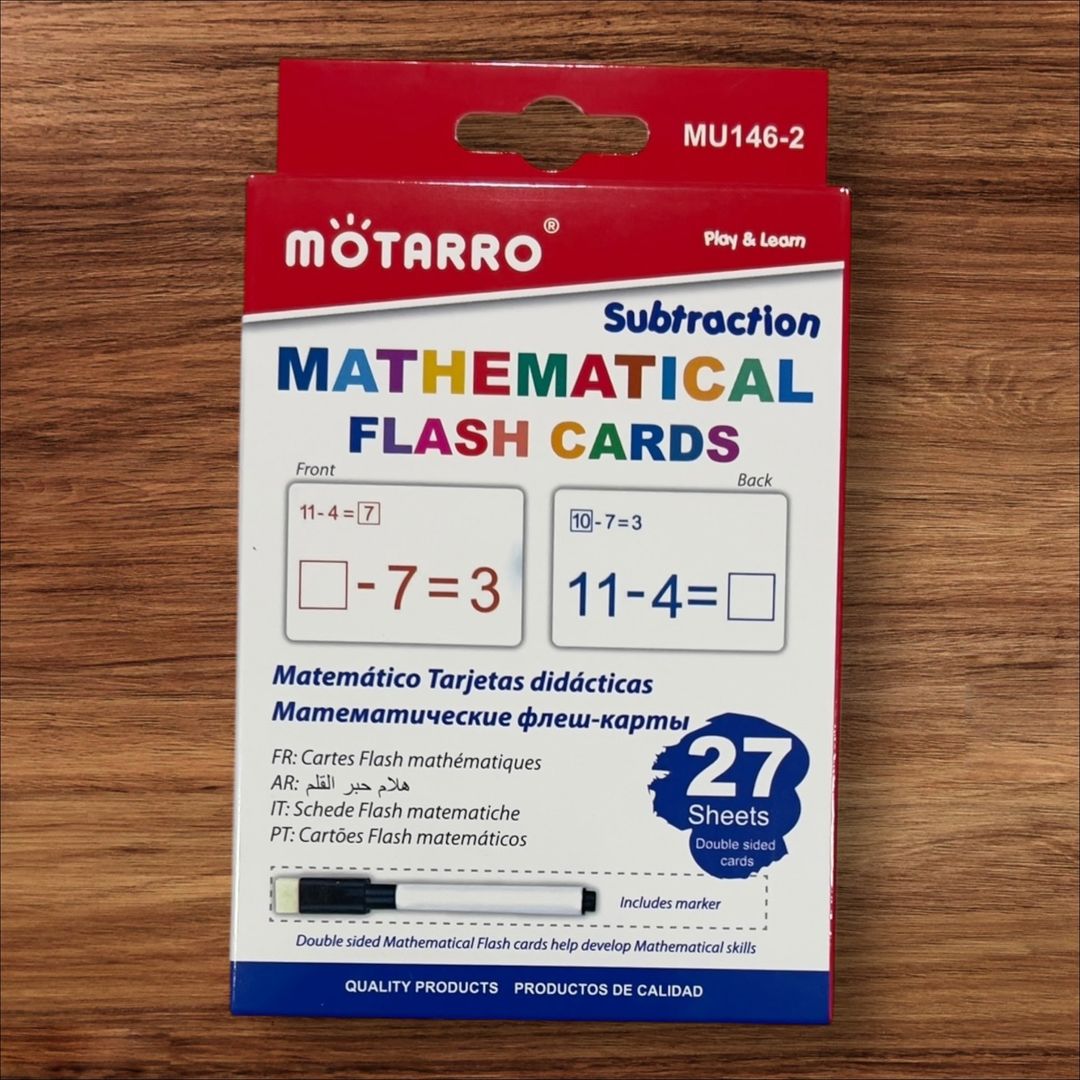 MU146-2
MOTARRO®
Play & Learn
Subtraction
MATHEMATICAL
FLASH CARDS
Front
Back
11-4=7
□-7=3
10-7=3
11-4=□
Matemático Tarjetas didácticas
Математические флеш-карты
27
Sheets
Double sided
cards
FR: Cartes Flash mathématiques
AR: هلام حبر القلم
IT: Schede Flash matematiche
PT: Cartões Flash matemáticos
Includes marker
Double sided Mathematical Flash cards help develop Mathematical skills
QUALITY PRODUCTS PRODUCTOS DE CALIDAD